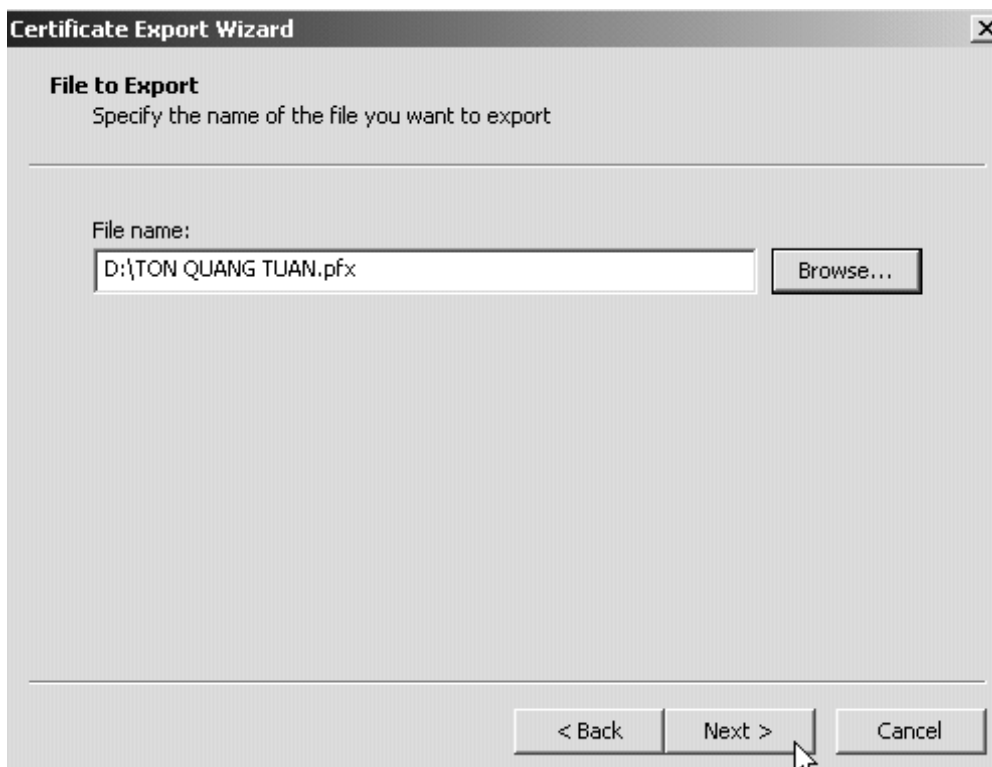 Certificate Export Wizard
File to Export
Specify the name of the file you want to export
File name:
D:\TON QUANG TUAN.pfx
Browse...
< Back
Next >
Cancel